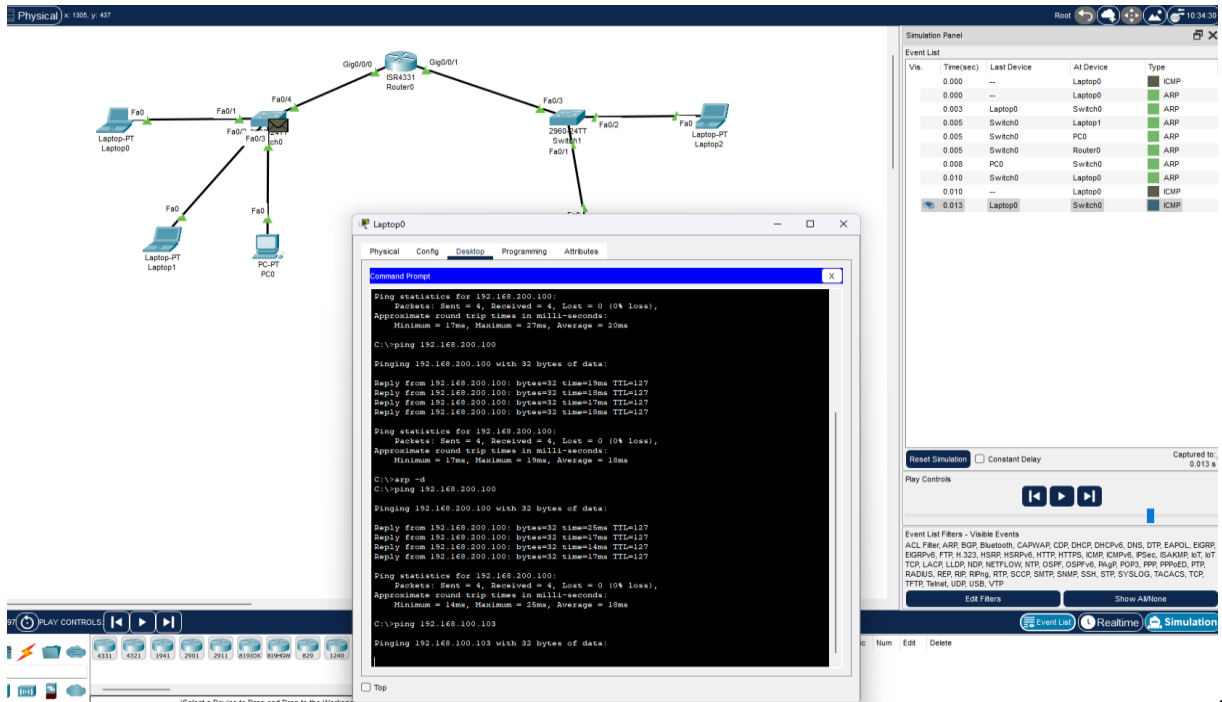 Physical x: 1305, y: 437
Root
10:34:30
Gig0/0/0
Gig0/0/1
ISR4331
Router0
Fa0/4
Fa0
Fa0/1
Laptop-PT
Laptop0
Fa0/3
Fa0
Fa0
Laptop-PT
Laptop1
PC-PT
PC0
Fa0/3
2960-24TT
Switch1
Fa0/2
Fa0/1
Fa0
Laptop-PT
Laptop2
Simulation Panel
Event List
Vis. Time(sec) Last Device At Device Type
0.000 -- Laptop0 ICMP
0.000 -- Laptop0 ARP
0.003 Laptop0 Switch0 ARP
0.005 Switch0 Laptop1 ARP
0.005 Switch0 PC0 ARP
0.005 Switch0 Router0 ARP
0.008 PC0 Switch0 ARP
0.010 Switch0 Laptop0 ARP
0.010 -- Laptop0 ICMP
0.013 Laptop0 Switch0 ICMP
Reset Simulation Constant Delay Captured to:
0.013 s
Play Controls
Event List Filters - Visible Events
ACL Filter, ARP, BGP, Bluetooth, CAPWAP, CDP, DHCP, DHCPv6, DNS, DTP, EAPOL, EIGRP,
EIGRPv6, FTP, H.323, HSRP, HSRPv6, HTTP, HTTPS, ICMP, ICMPv6, IPSec, ISAKMP, IoT, IoT
TCP, LACP, LLDP, NDP, NETFLOW, NTP, OSPF, OSPFv6, PAgP, POP3, PPP, PPPoED, PTP,
RADIUS, REP, RIP, RIPng, RTP, SCCP, SMTP, SNMP, SSH, STP, SYSLOG, TACACS, TCP,
TFTP, Telnet, UDP, USB, VTP
Edit Filters Show All/None
Event List Realtime Simulation
Laptop0
Physical Config Desktop Programming Attributes
Command Prompt X
Ping statistics for 192.168.200.100:
Packets: Sent = 4, Received = 4, Lost = 0 (0% loss),
Approximate round trip times in milli-seconds:
Minimum = 17ms, Maximum = 27ms, Average = 20ms
C:\>ping 192.168.200.100
Pinging 192.168.200.100 with 32 bytes of data:
Reply from 192.168.200.100: bytes=32 time=19ms TTL=127
Reply from 192.168.200.100: bytes=32 time=18ms TTL=127
Reply from 192.168.200.100: bytes=32 time=17ms TTL=127
Reply from 192.168.200.100: bytes=32 time=18ms TTL=127
Ping statistics for 192.168.200.100:
Packets: Sent = 4, Received = 4, Lost = 0 (0% loss),
Approximate round trip times in milli-seconds:
Minimum = 17ms, Maximum = 19ms, Average = 18ms
C:\>arp -d
C:\>ping 192.168.200.100
Pinging 192.168.200.100 with 32 bytes of data:
Reply from 192.168.200.100: bytes=32 time=25ms TTL=127
Reply from 192.168.200.100: bytes=32 time=17ms TTL=127
Reply from 192.168.200.100: bytes=32 time=14ms TTL=127
Reply from 192.168.200.100: bytes=32 time=17ms TTL=127
Ping statistics for 192.168.200.100:
Packets: Sent = 4, Received = 4, Lost = 0 (0% loss),
Approximate round trip times in milli-seconds:
Minimum = 14ms, Maximum = 25ms, Average = 18ms
C:\>ping 192.168.100.103
Pinging 192.168.100.103 with 32 bytes of data:
Top
PLAY CONTROLS:
4331 4321 1941 2901 2911 819IOX 819HGW 829 1240
Num Edit Delete